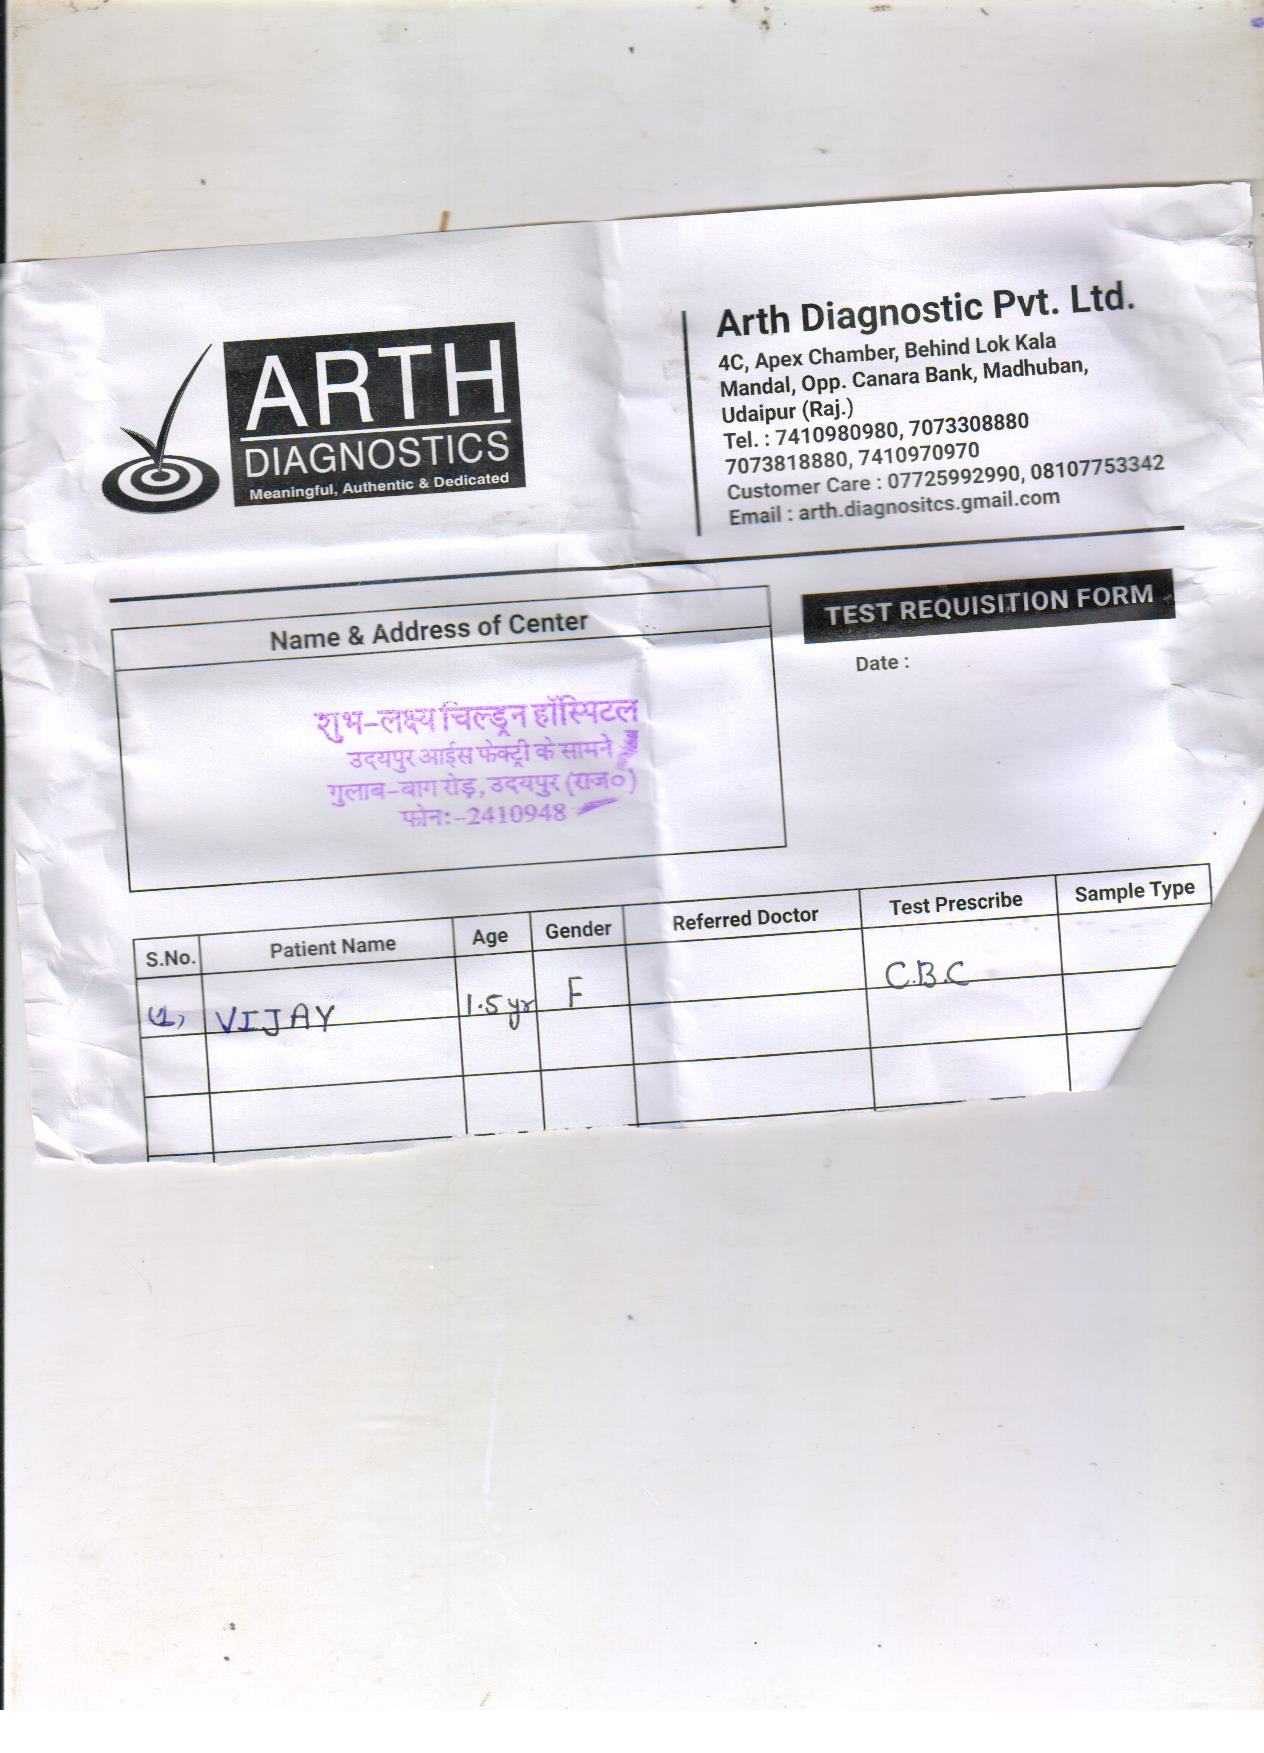 ARTH
DIAGNOSTICS
Meaningful, Authentic & Dedicated
Arth Diagnostic Pvt. Ltd.
4C, Apex Chamber, Behind Lok Kala
Mandal, Opp. Canara Bank, Madhuban,
Udaipur (Raj.)
Tel. : 7410980980, 7073308880
7073818880, 7410970970
Customer Care : 07725992990, 08107753342
Email : arth.diagnositcs.gmail.com
Name & Address of Center
शुभ-लक्ष्य चिल्ड्रन हॉस्पिटल
उदयपुर आईस फेक्ट्री के सामने
गुलाब-बाग रोड़, उदयपुर (राज०)
फोन:-2410948
TEST REQUISITION FORM
Date :
S.No. Patient Name Age Gender Referred Doctor Test Prescribe Sample Type
(1) VIJAY 1.5 yr F C.B.C